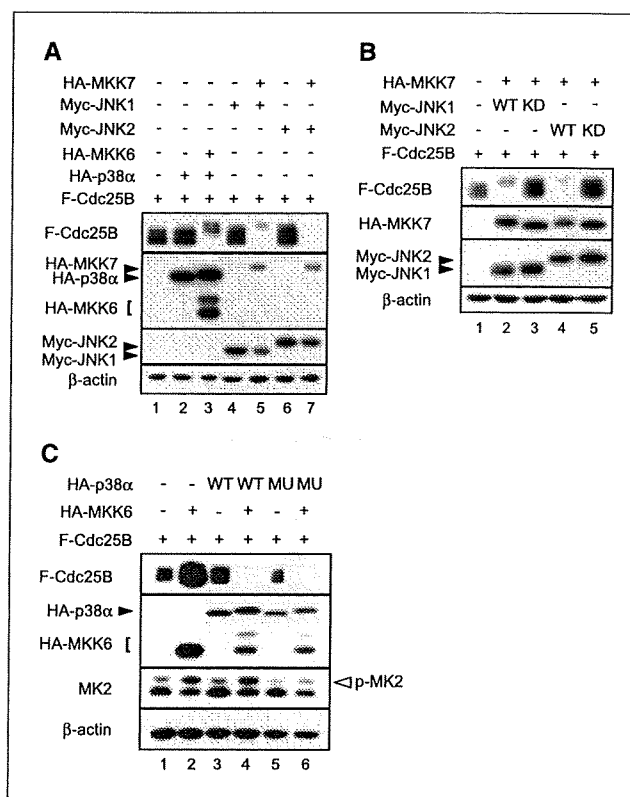 A
HA-MKK7 - - - - + - +
Myc-JNK1 - - - + + - -
Myc-JNK2 - - - - - + +
HA-MKK6 - - + - - - -
HA-p38α - + + - - - -
F-Cdc25B + + + + + + +
F-Cdc25B
HA-MKK7
HA-p38α
HA-MKK6 [
Myc-JNK2
Myc-JNK1
β-actin
1 2 3 4 5 6 7
B
HA-MKK7 - + + + +
Myc-JNK1 - WT KD - -
Myc-JNK2 - - - WT KD
F-Cdc25B + + + + +
F-Cdc25B
HA-MKK7
Myc-JNK2
Myc-JNK1
β-actin
1 2 3 4 5
C
HA-p38α - - WT WT MU MU
HA-MKK6 - + - + - +
F-Cdc25B + + + + + +
F-Cdc25B
HA-p38α
HA-MKK6 [
MK2
p-MK2
β-actin
1 2 3 4 5 6